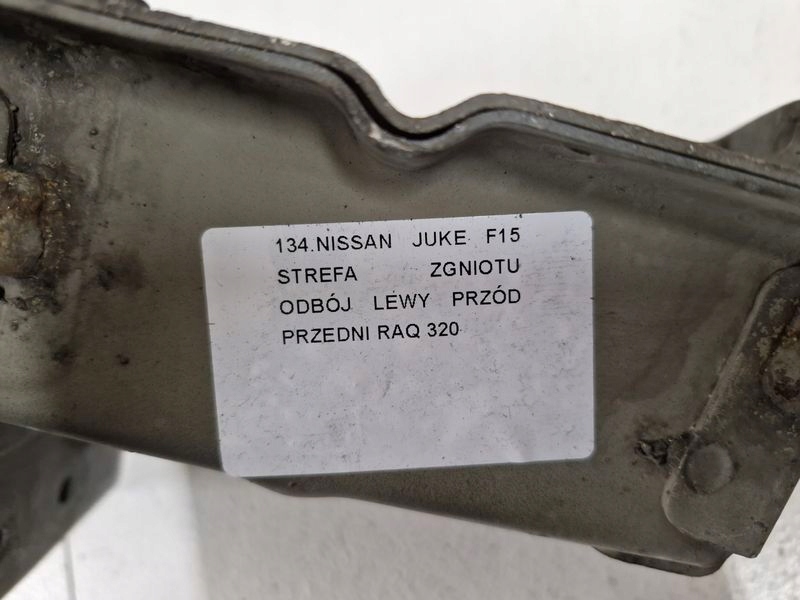 134.NISSAN JUKE F15
STREFA ZGNIOTU
ODBÓJ LEWY PRZÓD
PRZEDNI RAQ 320